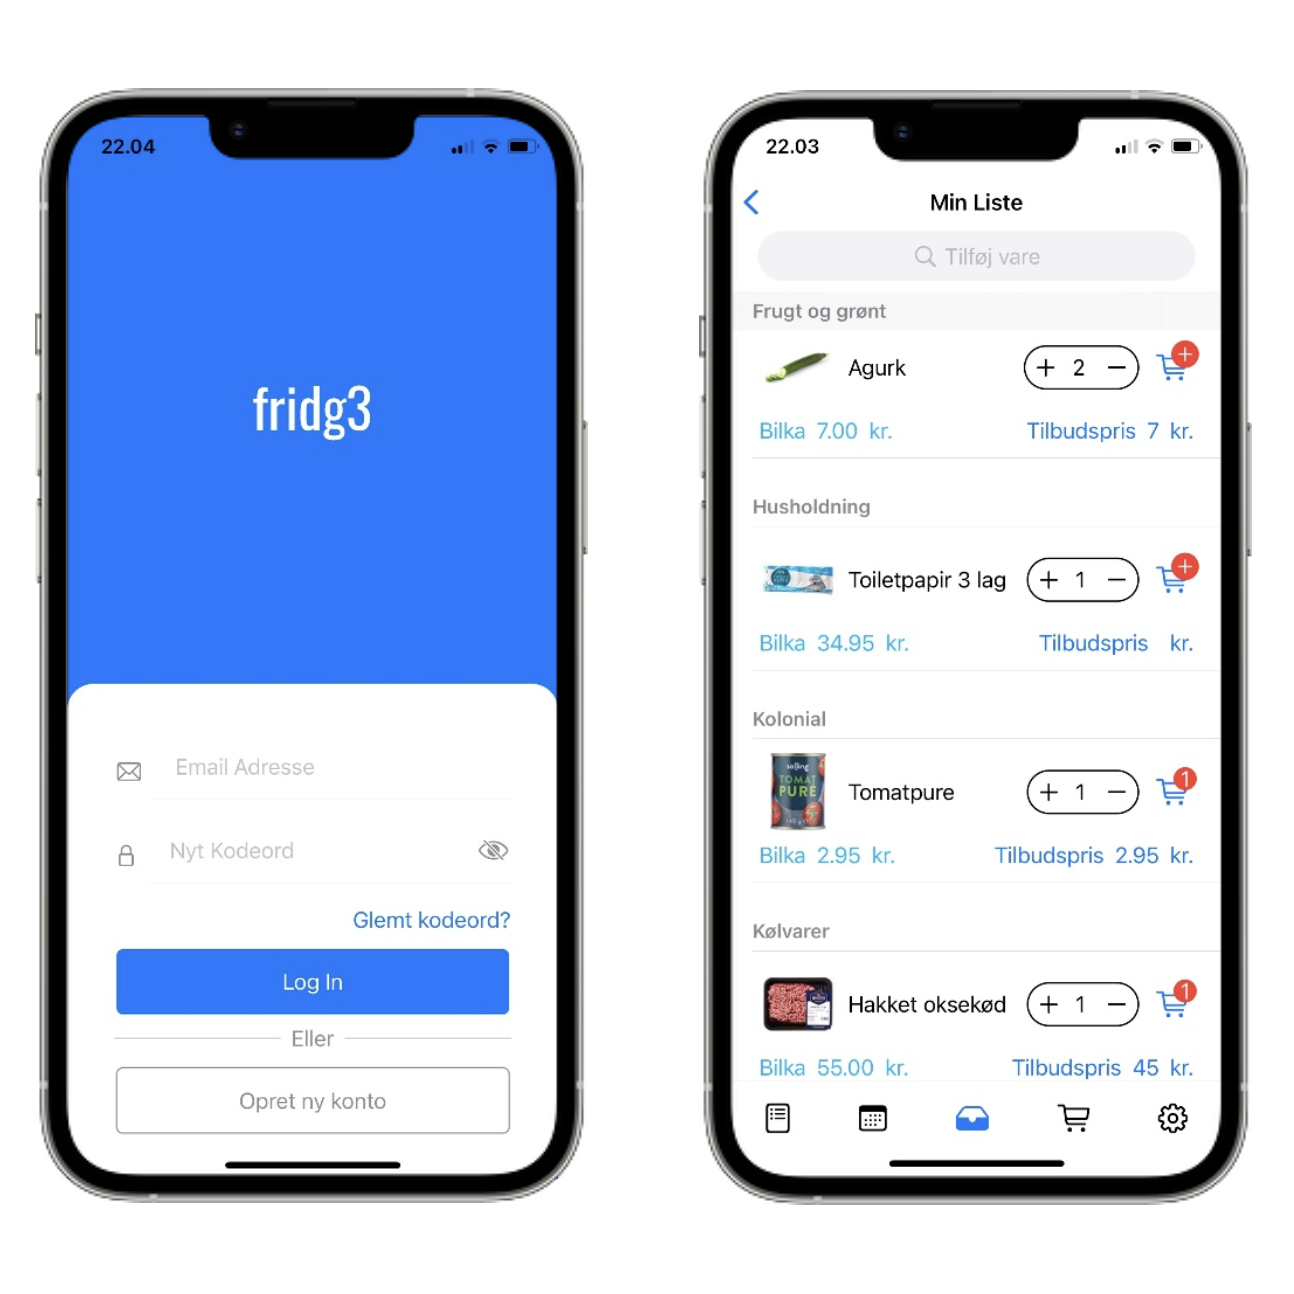 22.04
fridg3
Email Adresse
Nyt Kodeord
Glemt kodeord?
Log In
Eller
Opret ny konto
22.03
Min Liste
Tilføj vare
Frugt og grønt
Agurk + 2 − +
Bilka 7.00 kr. Tilbudspris 7 kr.
Husholdning
Toiletpapir 3 lag + 1 − +
Bilka 34.95 kr. Tilbudspris kr.
Kolonial
salling
TOMAT
PURÉ
Tomatpure + 1 − 1
Bilka 2.95 kr. Tilbudspris 2.95 kr.
Kølvarer
Hakket oksekød + 1 − 1
Bilka 55.00 kr. Tilbudspris 45 kr.